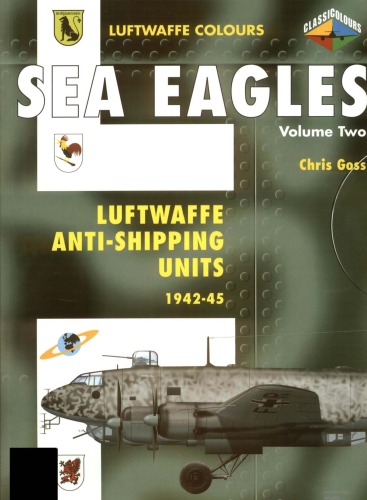 LUFTWAFFE COLOURS
CLASSIC COLOURS
SEA EAGLES
Volume Two
Chris Goss
LUFTWAFFE
ANTI-SHIPPING
UNITS
1942-45